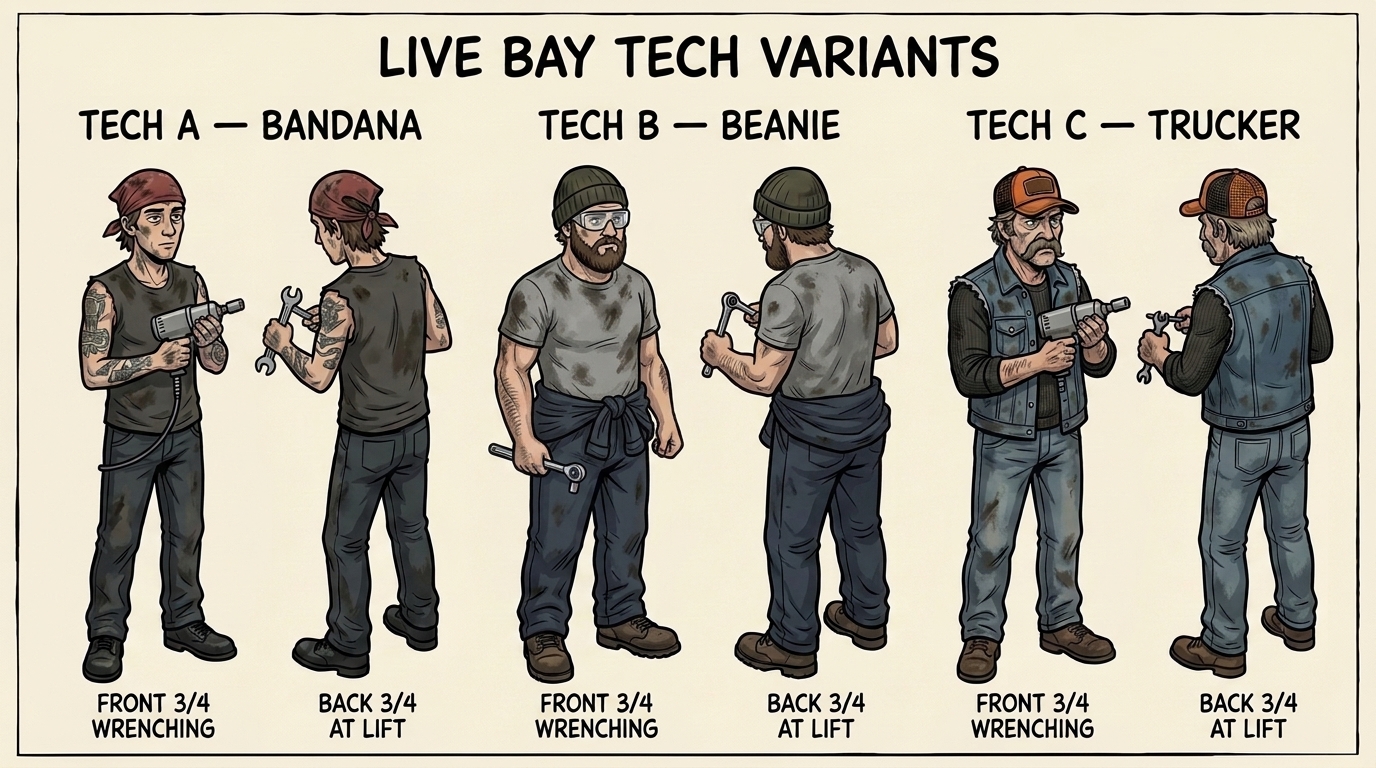 LIVE BAY TECH VARIANTS
TECH A — BANDANA
TECH B — BEANIE
TECH C — TRUCKER
FRONT 3/4
WRENCHING
BACK 3/4
AT LIFT
FRONT 3/4
WRENCHING
BACK 3/4
AT LIFT
FRONT 3/4
WRENCHING
BACK 3/4
AT LIFT